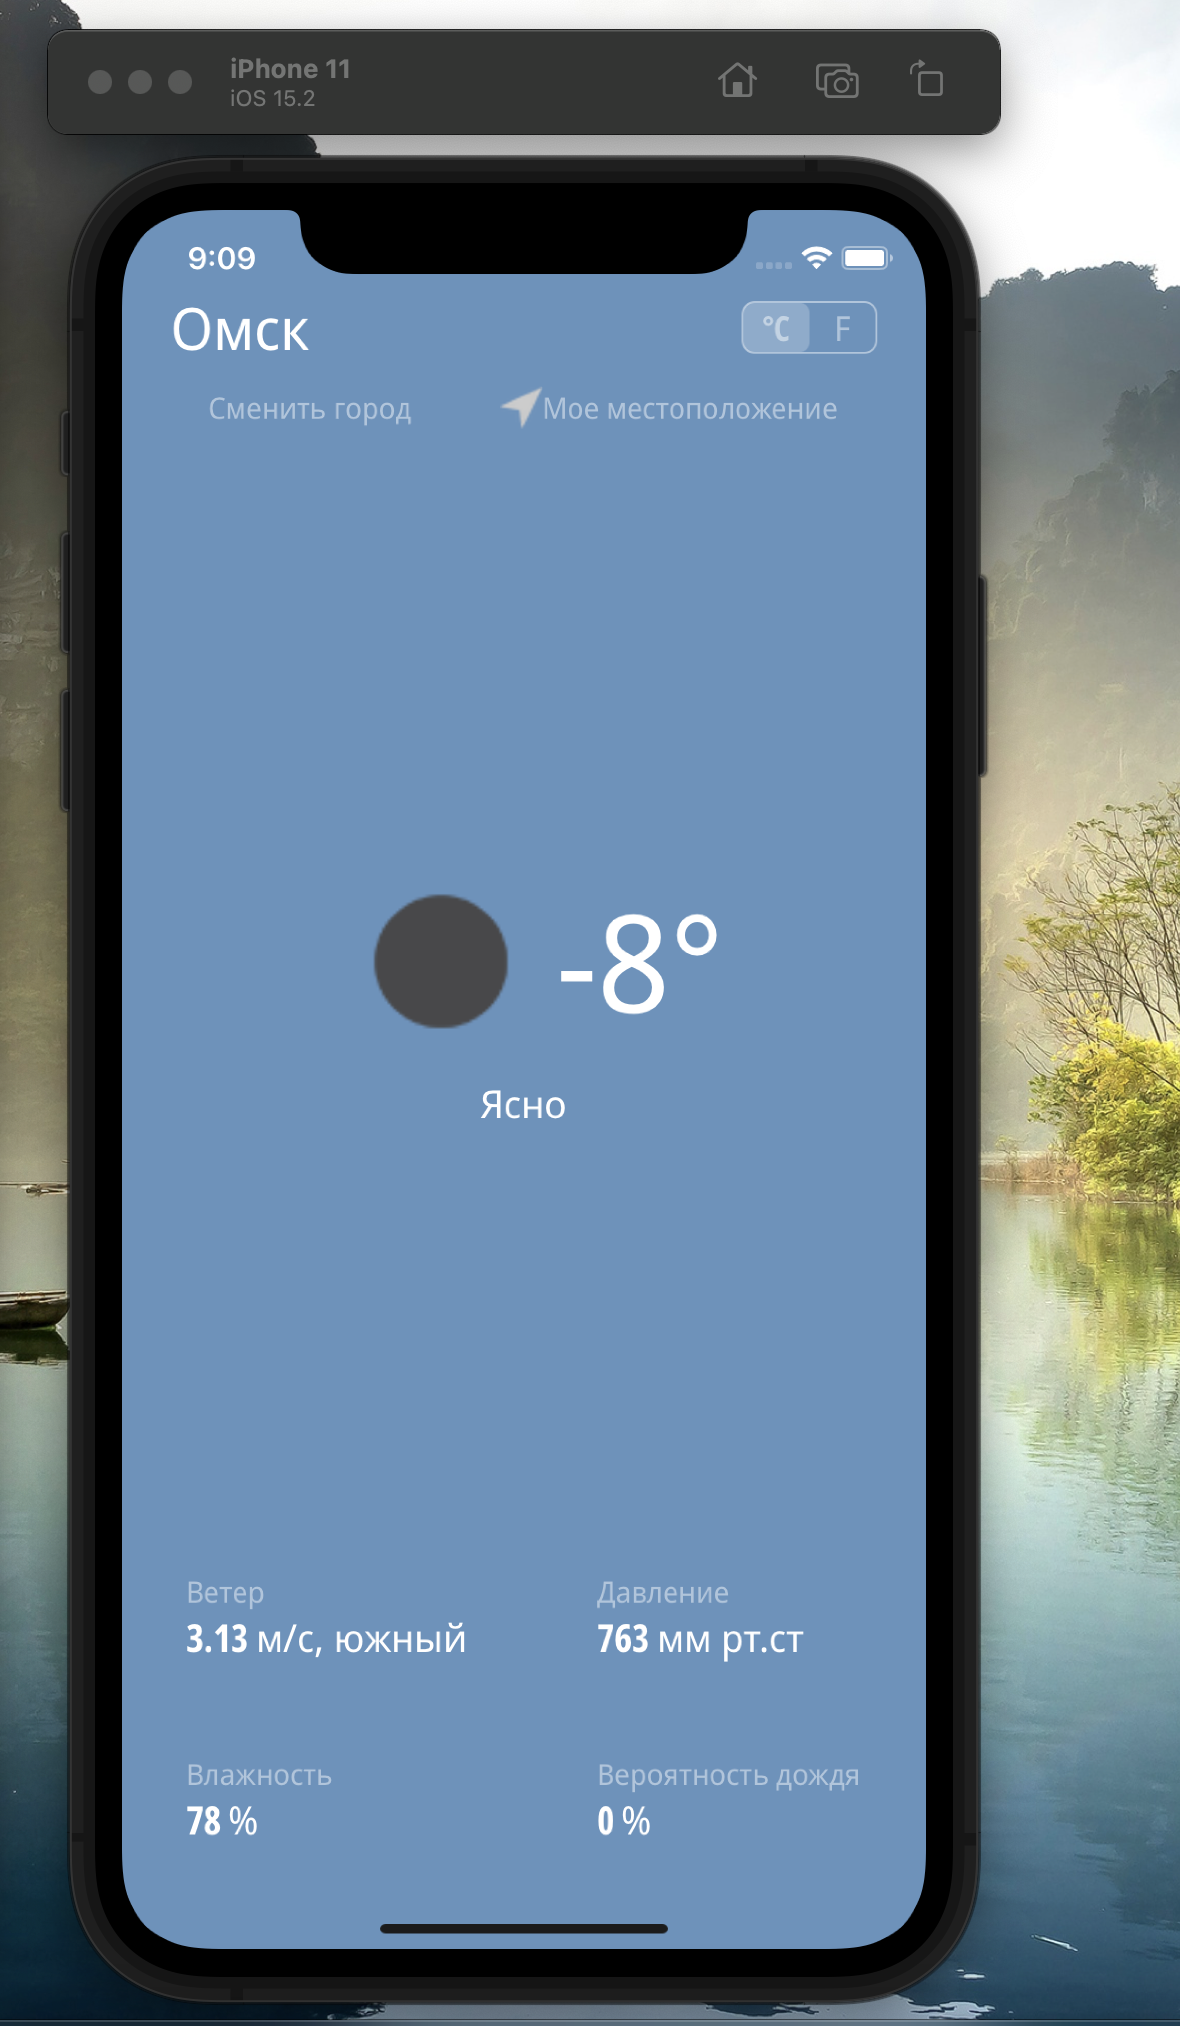 iPhone 11
iOS 15.2
9:09
Омск
°C F
Сменить город Мое местоположение
-8°
Ясно
Ветер Давление
3.13 м/с, южный 763 мм рт.ст
Влажность Вероятность дождя
78 % 0 %